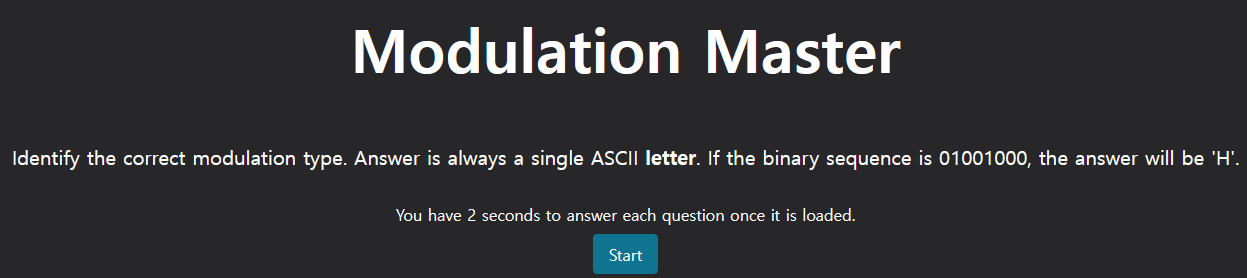 Modulation Master
Identify the correct modulation type. Answer is always a single ASCII letter. If the binary sequence is 01001000, the answer will be 'H'.
You have 2 seconds to answer each question once it is loaded.
Start